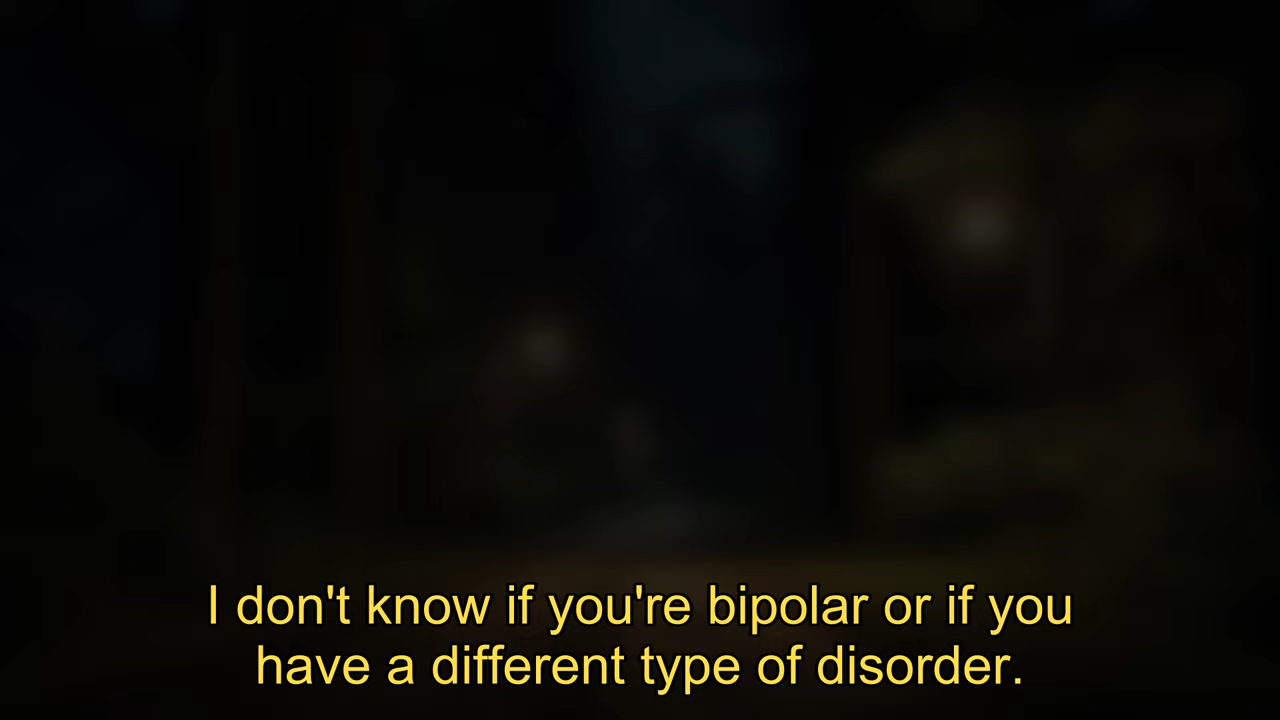 I don't know if you're bipolar or if you
have a different type of disorder.